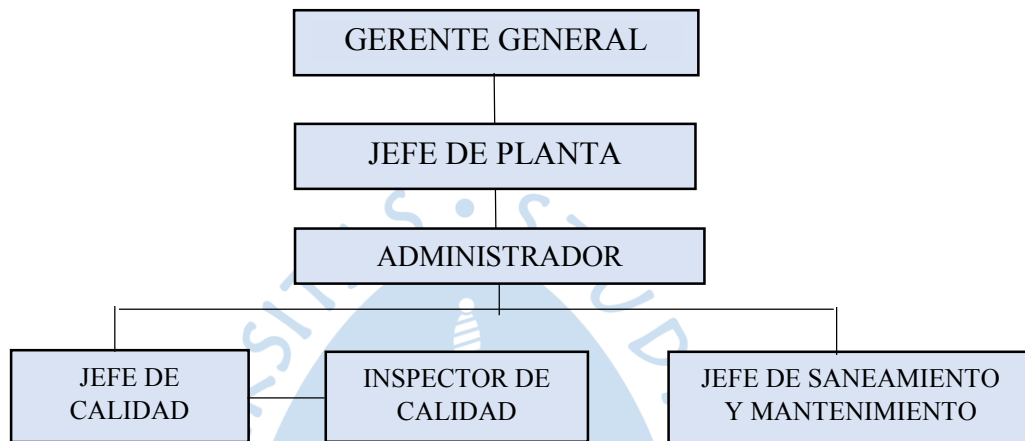 GERENTE GENERAL
JEFE DE PLANTA
ADMINISTRADOR
JEFE DE
CALIDAD
INSPECTOR DE
CALIDAD
JEFE DE SANEAMIENTO
Y MANTENIMIENTO